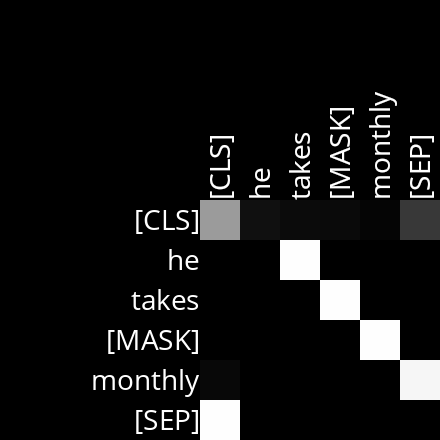 [CLS]
he
takes
[MASK]
monthly
[SEP]
[CLS]
he
takes
[MASK]
monthly
[SEP]